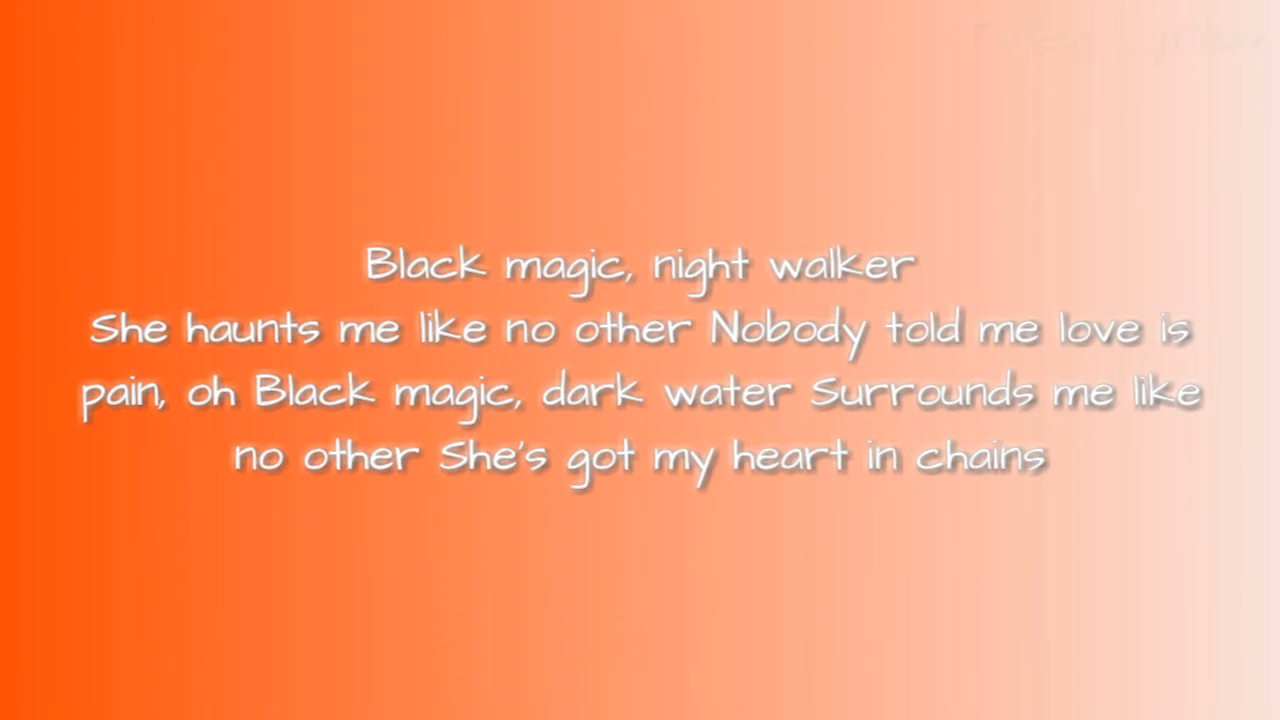 Black magic, night walker
She haunts me like no other Nobody told me love is
pain, oh Black magic, dark water Surrounds me like
no other She's got my heart in chains